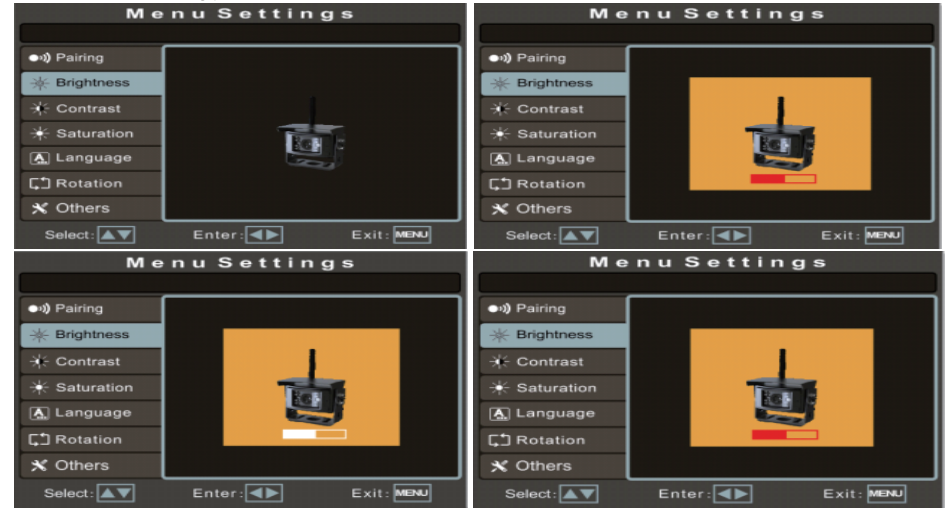 Menu Settings
Pairing
Brightness
Contrast
Saturation
Language
Rotation
Others
Select: Enter: Exit: MENU
Menu Settings
Pairing
Brightness
Contrast
Saturation
Language
Rotation
Others
Select: Enter: Exit: MENU
Menu Settings
Pairing
Brightness
Contrast
Saturation
Language
Rotation
Others
Select: Enter: Exit: MENU
Menu Settings
Pairing
Brightness
Contrast
Saturation
Language
Rotation
Others
Select: Enter: Exit: MENU